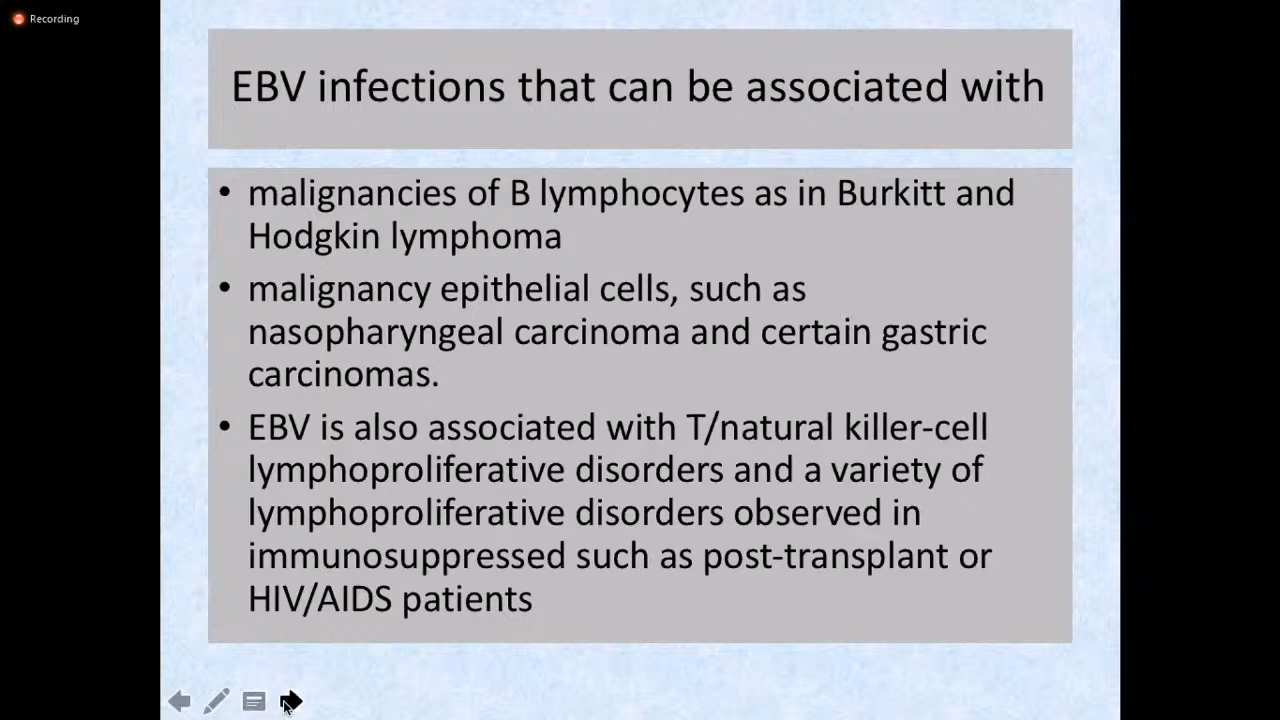 Recording
EBV infections that can be associated with
• malignancies of B lymphocytes as in Burkitt and
Hodgkin lymphoma
• malignancy epithelial cells, such as
nasopharyngeal carcinoma and certain gastric
carcinomas.
• EBV is also associated with T/natural killer-cell
lymphoproliferative disorders and a variety of
lymphoproliferative disorders observed in
immunosuppressed such as post-transplant or
HIV/AIDS patients